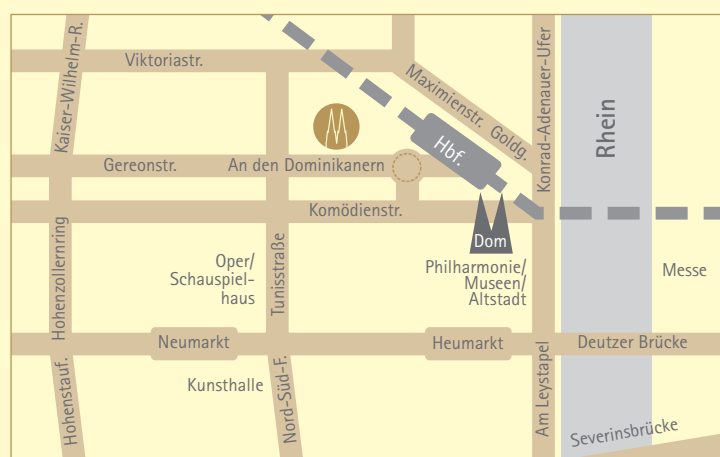 Kaiser-Wilhelm-R.
Viktoriastr.
Maximienstr. Goldg.
Konrad-Adenauer-Ufer
Rhein
Hbf.
Gereonstr.
An den Dominikanern
Komödienstr.
Hohenzollernring
Tunisstraße
Oper/
Schauspiel-
haus
Dom
Philharmonie/
Museen/
Altstadt
Messe
Neumarkt
Heumarkt
Deutzer Brücke
Hohenstauf.
Kunsthalle
Nord-Süd-F.
Am Leystapel
Severinsbrücke